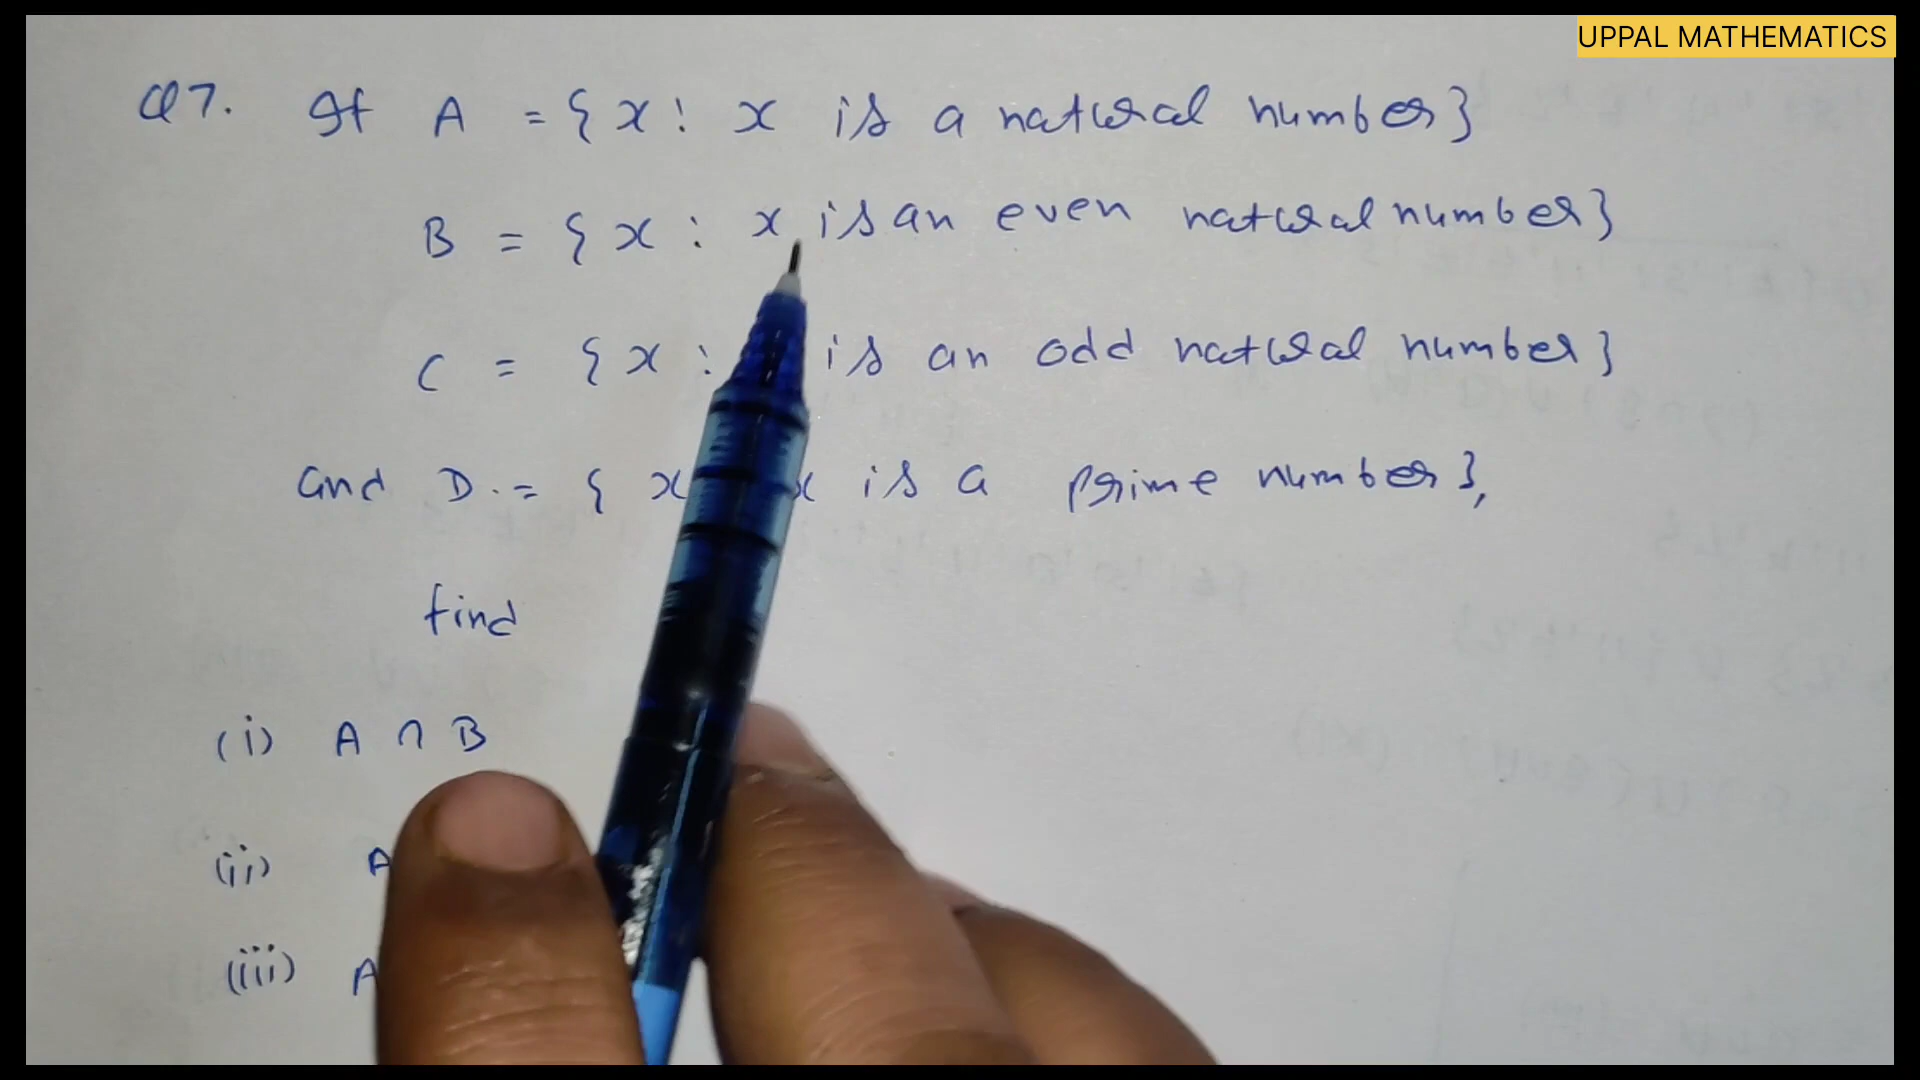 UPPAL MATHEMATICS
Q7. If A = {x : x is a natural number}
B = {x : x is an even natural number}
C = {x : is an odd natural number}
and D. = { x x is a prime number},
find
(i) A ∩ B
(ii) A
(iii) A